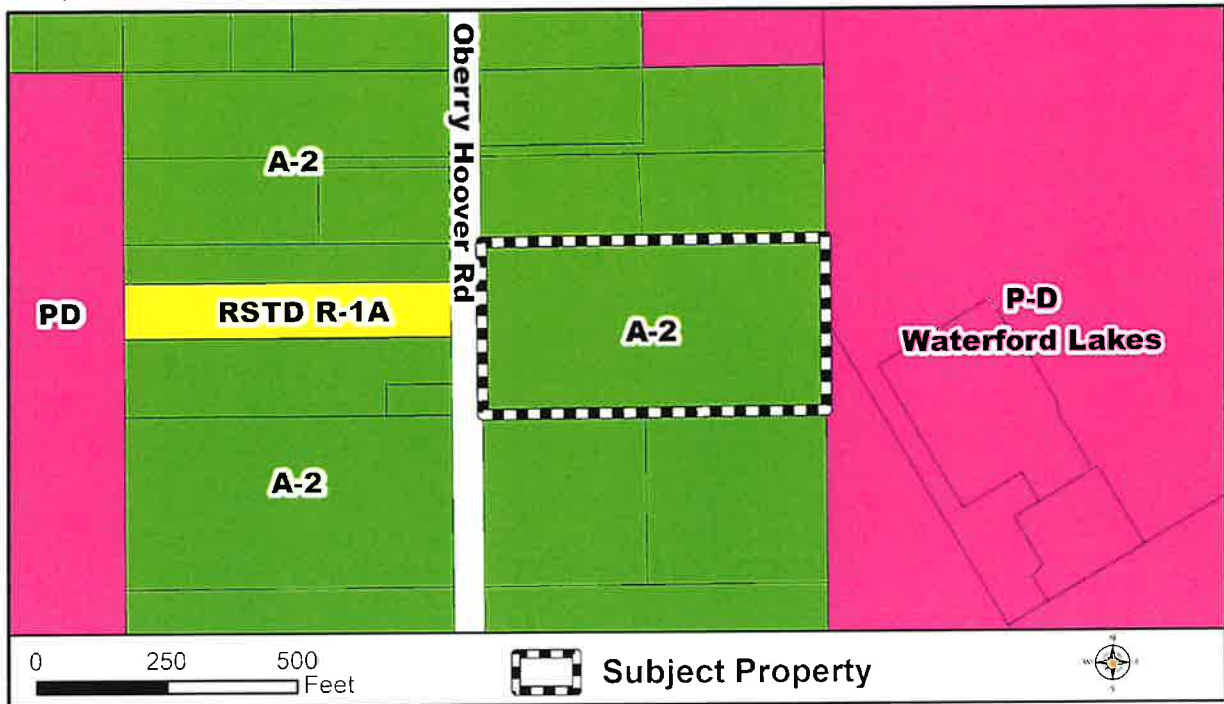 Oberry Hoover Rd
A-2
PD
RSTD R-1A
A-2
P-D
Waterford Lakes
A-2
0 250 500
Feet
Subject Property
N
W
E
S